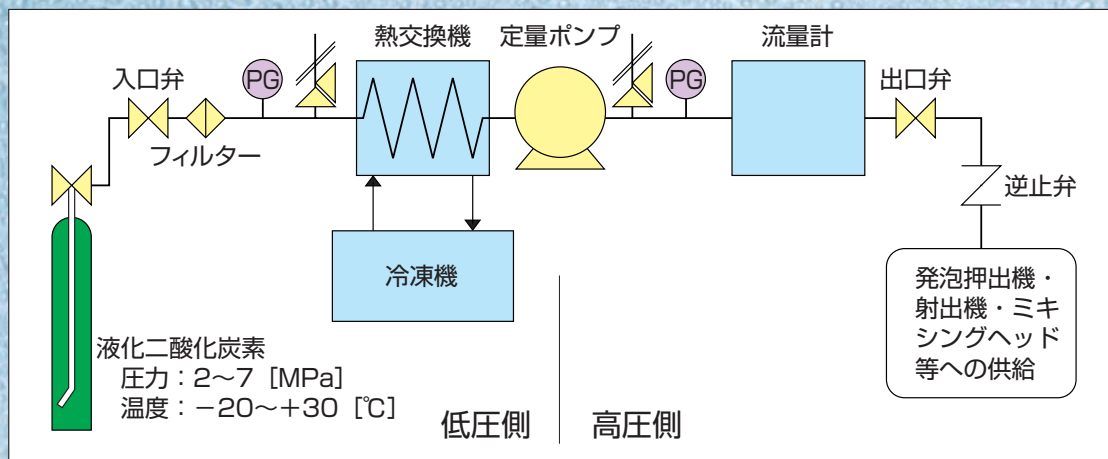 熱交換機
定量ポンプ
流量計
入口弁
PG
PG
出口弁
フィルター
逆止弁
冷凍機
発泡押出機・
射出機・ミキ
シングヘッド
等への供給
液化二酸化炭素
圧力：2～7［MPa］
温度：－20～＋30［℃］
低圧側
高圧側